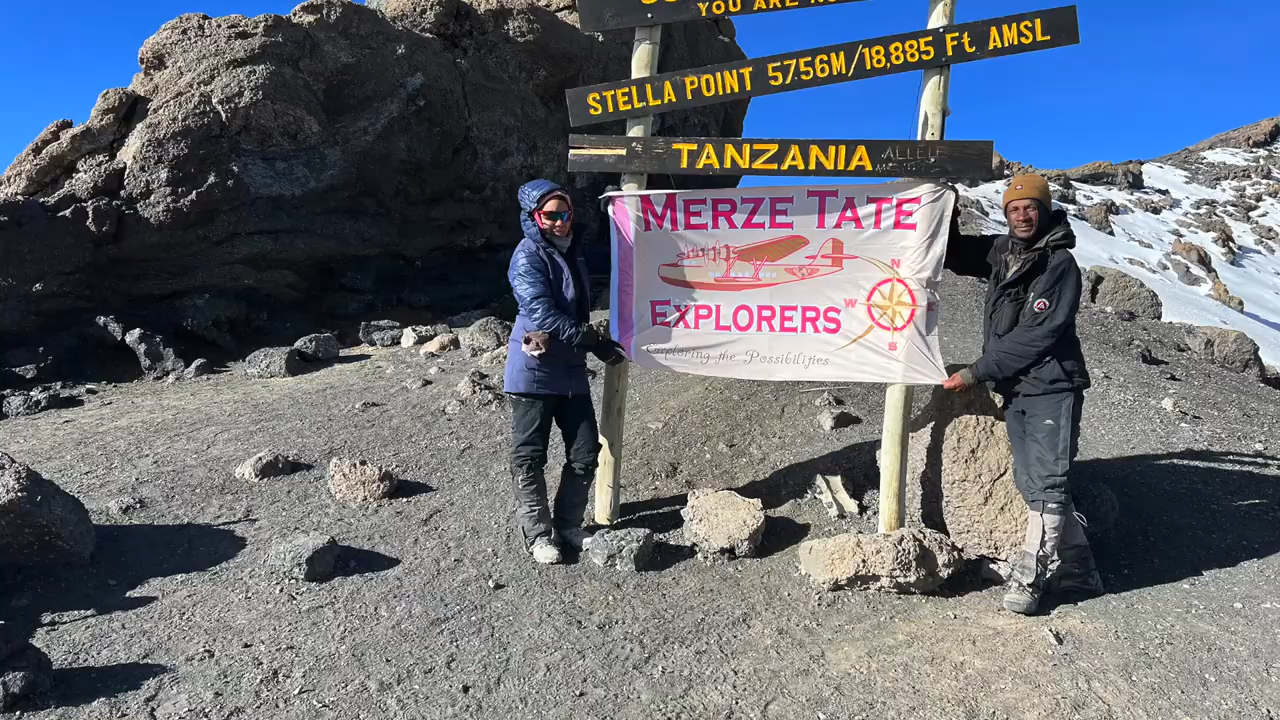 YOU ARE NO
STELLA POINT 5756M/18,885 Ft AMSL
TANZANIA
MERZE TATE
EXPLORERS
Exploring the Possibilities
N
W
S